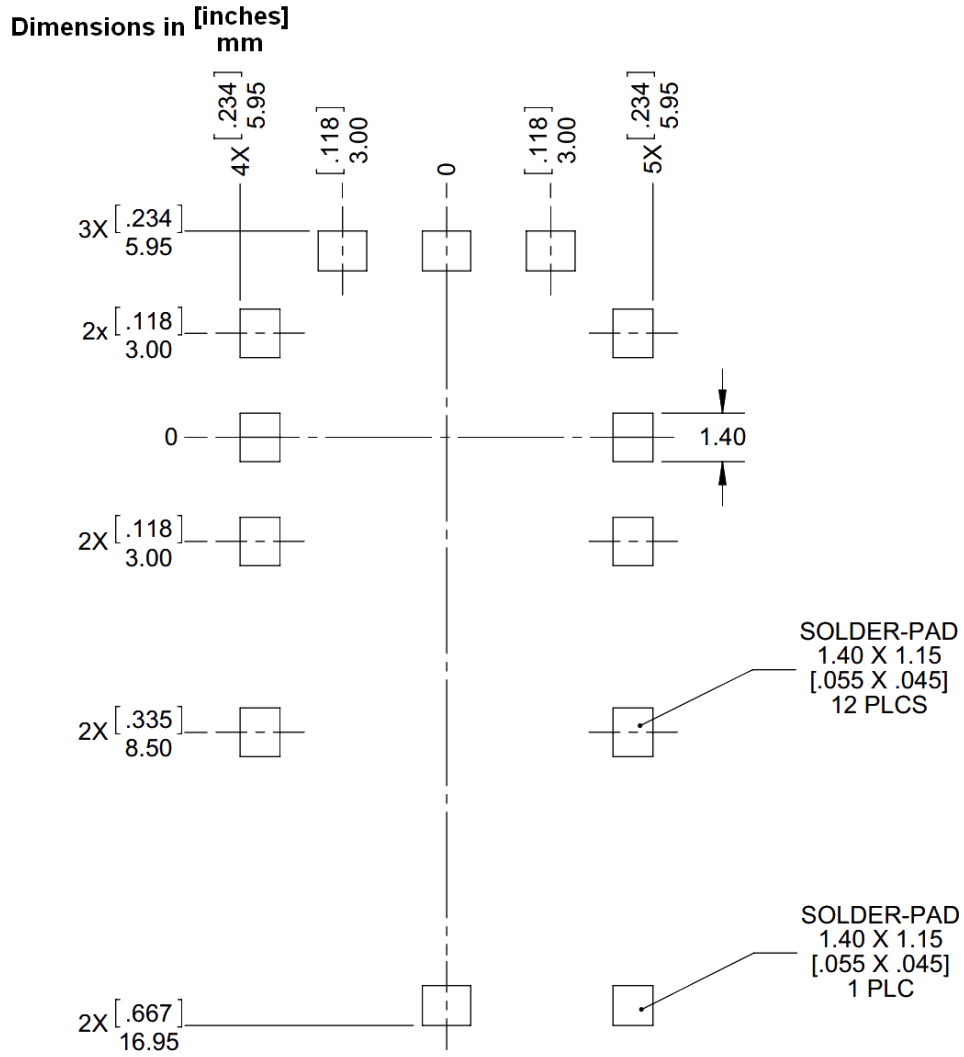 Dimensions in [inches]
mm
4X [.234]
5.95
[.118]
3.00
0
[.118]
3.00
5X [.234]
5.95
3X [.234]
5.95
2x [.118]
3.00
0
1.40
2X [.118]
3.00
SOLDER-PAD
1.40 X 1.15
[.055 X .045]
12 PLCS
2X [.335]
8.50
SOLDER-PAD
1.40 X 1.15
[.055 X .045]
1 PLC
2X [.667]
16.95